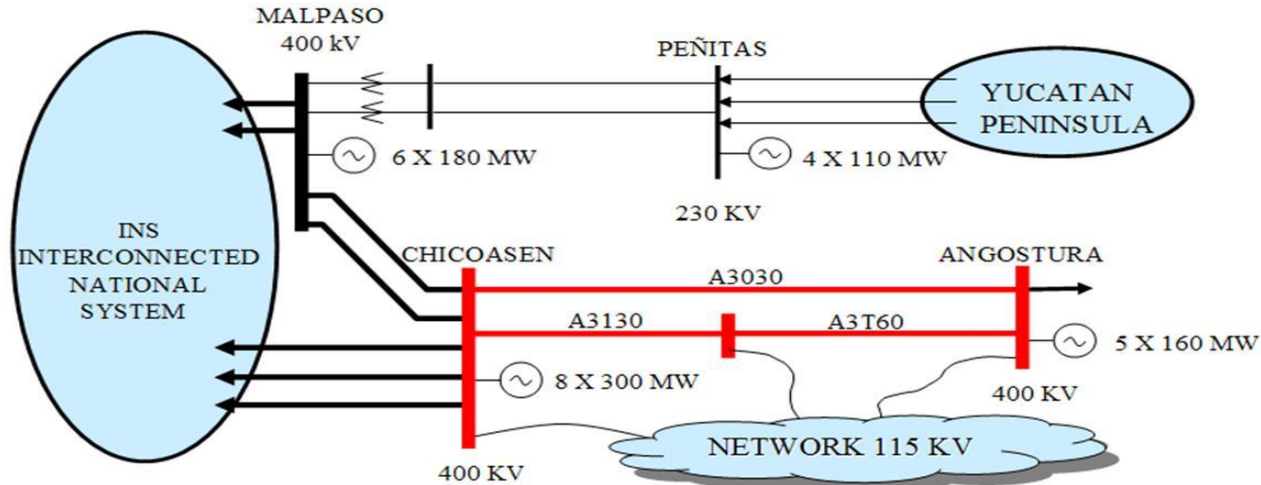 MALPASO
400 kV
PEÑITAS
YUCATAN
PENINSULA
6 X 180 MW
4 X 110 MW
230 KV
INS
INTERCONNECTED
NATIONAL
SYSTEM
CHICOASEN
ANGOSTURA
A3030
A3130
A3T60
5 X 160 MW
8 X 300 MW
400 KV
NETWORK 115 KV
400 KV